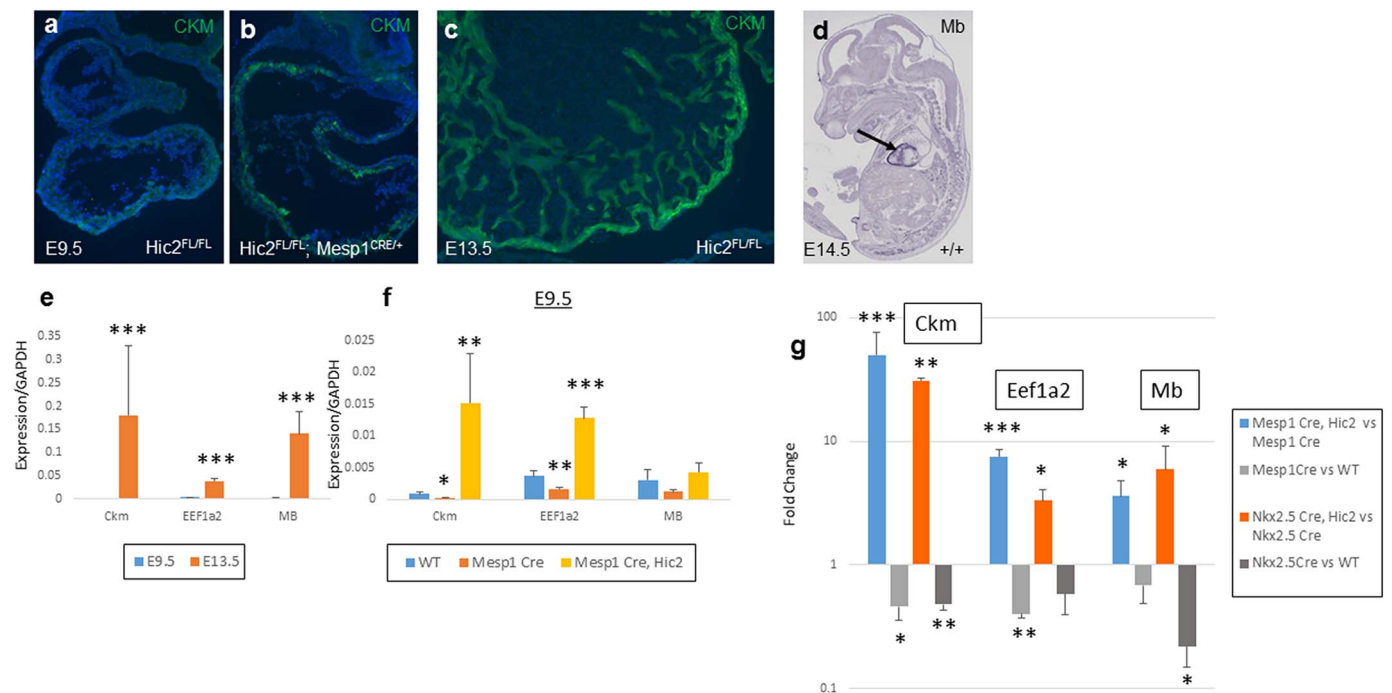 a
CKM
E9.5
Hic2FL/FL
b
CKM
Hic2FL/FL; Mesp1CRE/+
c
CKM
E13.5
Hic2FL/FL
d
Mb
E14.5
+/+
e
Expression/GAPDH
0.35
0.3
0.25
0.2
0.15
0.1
0.05
0
***
***
***
Ckm
EEF1a2
MB
E9.5
E13.5
f
E9.5
Expression/GAPDH
0.025
0.02
0.015
0.01
0.005
0
*
**
**
***
Ckm
EEF1a2
MB
WT
Mesp1 Cre
Mesp1 Cre, Hic2
g
Fold Change
100
10
1
0.1
Ckm
Eef1a2
Mb
***
**
*
**
***
*
**
*
*
*
Mesp1 Cre, Hic2 vs
Mesp1 Cre
Mesp1Cre vs WT
Nkx2.5 Cre, Hic2 vs
Nkx2.5 Cre
Nkx2.5Cre vs WT